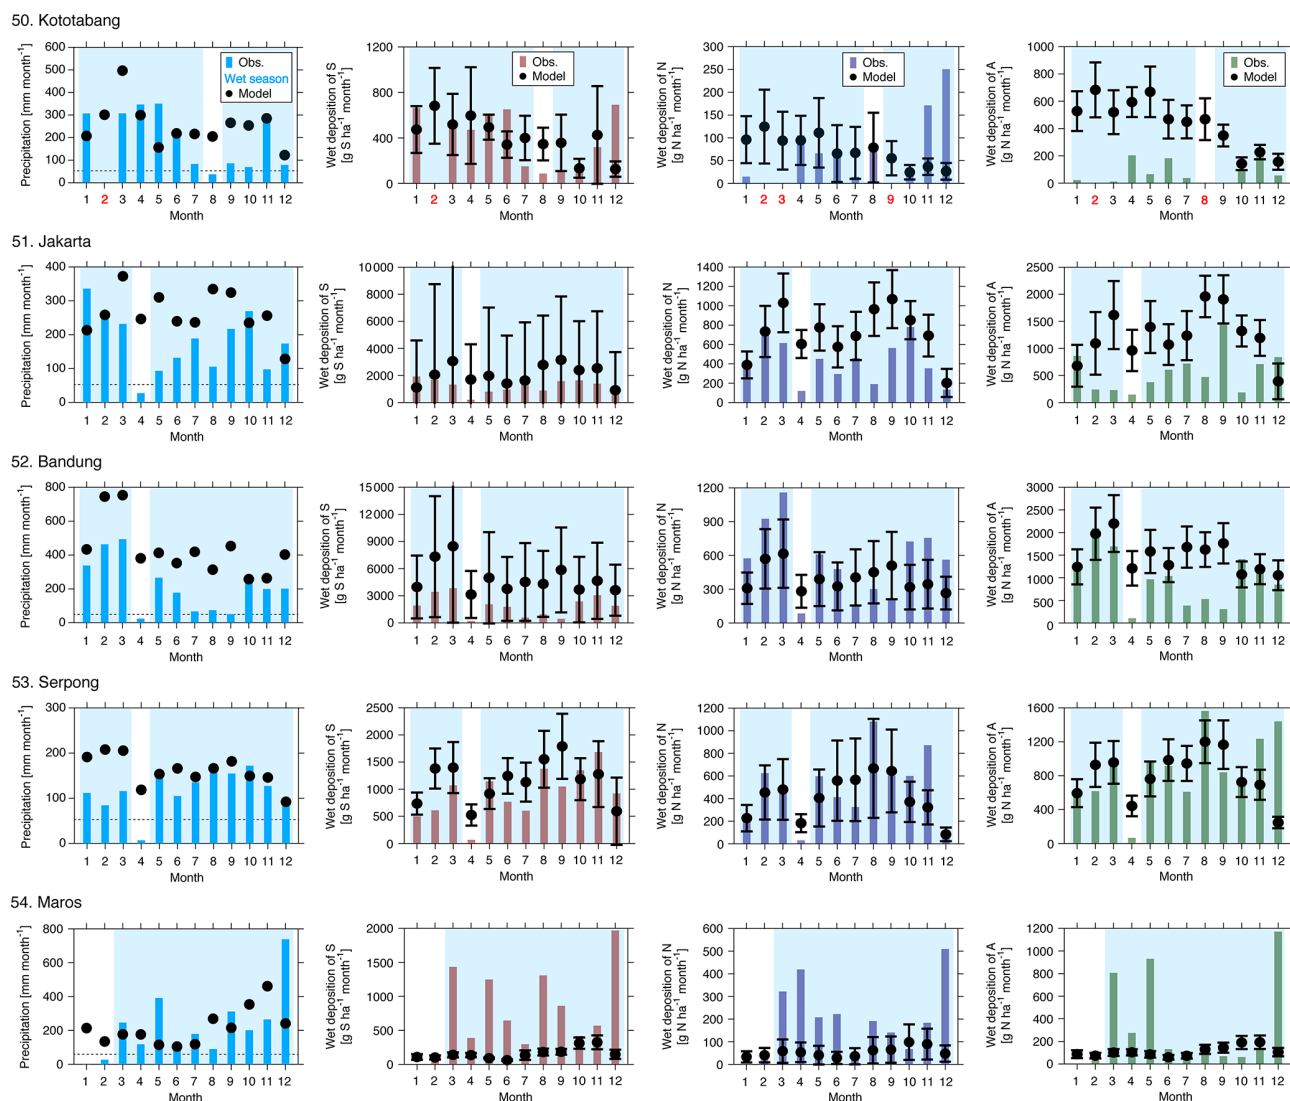 50. Kototabang
Precipitation [mm month-1]
600
500
400
300
200
100
0
1 2 3 4 5 6 7 8 9 10 11 12
Month
Obs.
Wet season
Model
Wet deposition of S
[g S ha-1 month-1]
1200
800
400
0
1 2 3 4 5 6 7 8 9 10 11 12
Month
Obs.
Model
Wet deposition of N
[g N ha-1 month-1]
300
250
200
150
100
50
0
1 2 3 4 5 6 7 8 9 10 11 12
Month
Obs.
Model
Wet deposition of A
[g N ha-1 month-1]
1000
800
600
400
200
0
1 2 3 4 5 6 7 8 9 10 11 12
Month
Obs.
Model
51. Jakarta
Precipitation [mm month-1]
400
300
200
100
0
1 2 3 4 5 6 7 8 9 10 11 12
Month
Wet deposition of S
[g S ha-1 month-1]
10000
8000
6000
4000
2000
0
1 2 3 4 5 6 7 8 9 10 11 12
Month
Wet deposition of N
[g N ha-1 month-1]
1400
1200
1000
800
600
400
200
0
1 2 3 4 5 6 7 8 9 10 11 12
Month
Wet deposition of A
[g N ha-1 month-1]
2500
2000
1500
1000
500
0
1 2 3 4 5 6 7 8 9 10 11 12
Month
52. Bandung
Precipitation [mm month-1]
800
600
400
200
0
1 2 3 4 5 6 7 8 9 10 11 12
Month
Wet deposition of S
[g S ha-1 month-1]
15000
12000
9000
6000
3000
0
1 2 3 4 5 6 7 8 9 10 11 12
Month
Wet deposition of N
[g N ha-1 month-1]
1200
900
600
300
0
1 2 3 4 5 6 7 8 9 10 11 12
Month
Wet deposition of A
[g N ha-1 month-1]
3000
2500
2000
1500
1000
500
0
1 2 3 4 5 6 7 8 9 10 11 12
Month
53. Serpong
Precipitation [mm month-1]
300
200
100
0
1 2 3 4 5 6 7 8 9 10 11 12
Month
Wet deposition of S
[g S ha-1 month-1]
2500
2000
1500
1000
500
0
1 2 3 4 5 6 7 8 9 10 11 12
Month
Wet deposition of N
[g N ha-1 month-1]
1200
1000
800
600
400
200
0
1 2 3 4 5 6 7 8 9 10 11 12
Month
Wet deposition of A
[g N ha-1 month-1]
1600
1200
800
400
0
1 2 3 4 5 6 7 8 9 10 11 12
Month
54. Maros
Precipitation [mm month-1]
800
600
400
200
0
1 2 3 4 5 6 7 8 9 10 11 12
Month
Wet deposition of S
[g S ha-1 month-1]
2000
1500
1000
500
0
1 2 3 4 5 6 7 8 9 10 11 12
Month
Wet deposition of N
[g N ha-1 month-1]
600
500
400
300
200
100
0
1 2 3 4 5 6 7 8 9 10 11 12
Month
Wet deposition of A
[g N ha-1 month-1]
1200
1000
800
600
400
200
0
1 2 3 4 5 6 7 8 9 10 11 12
Month